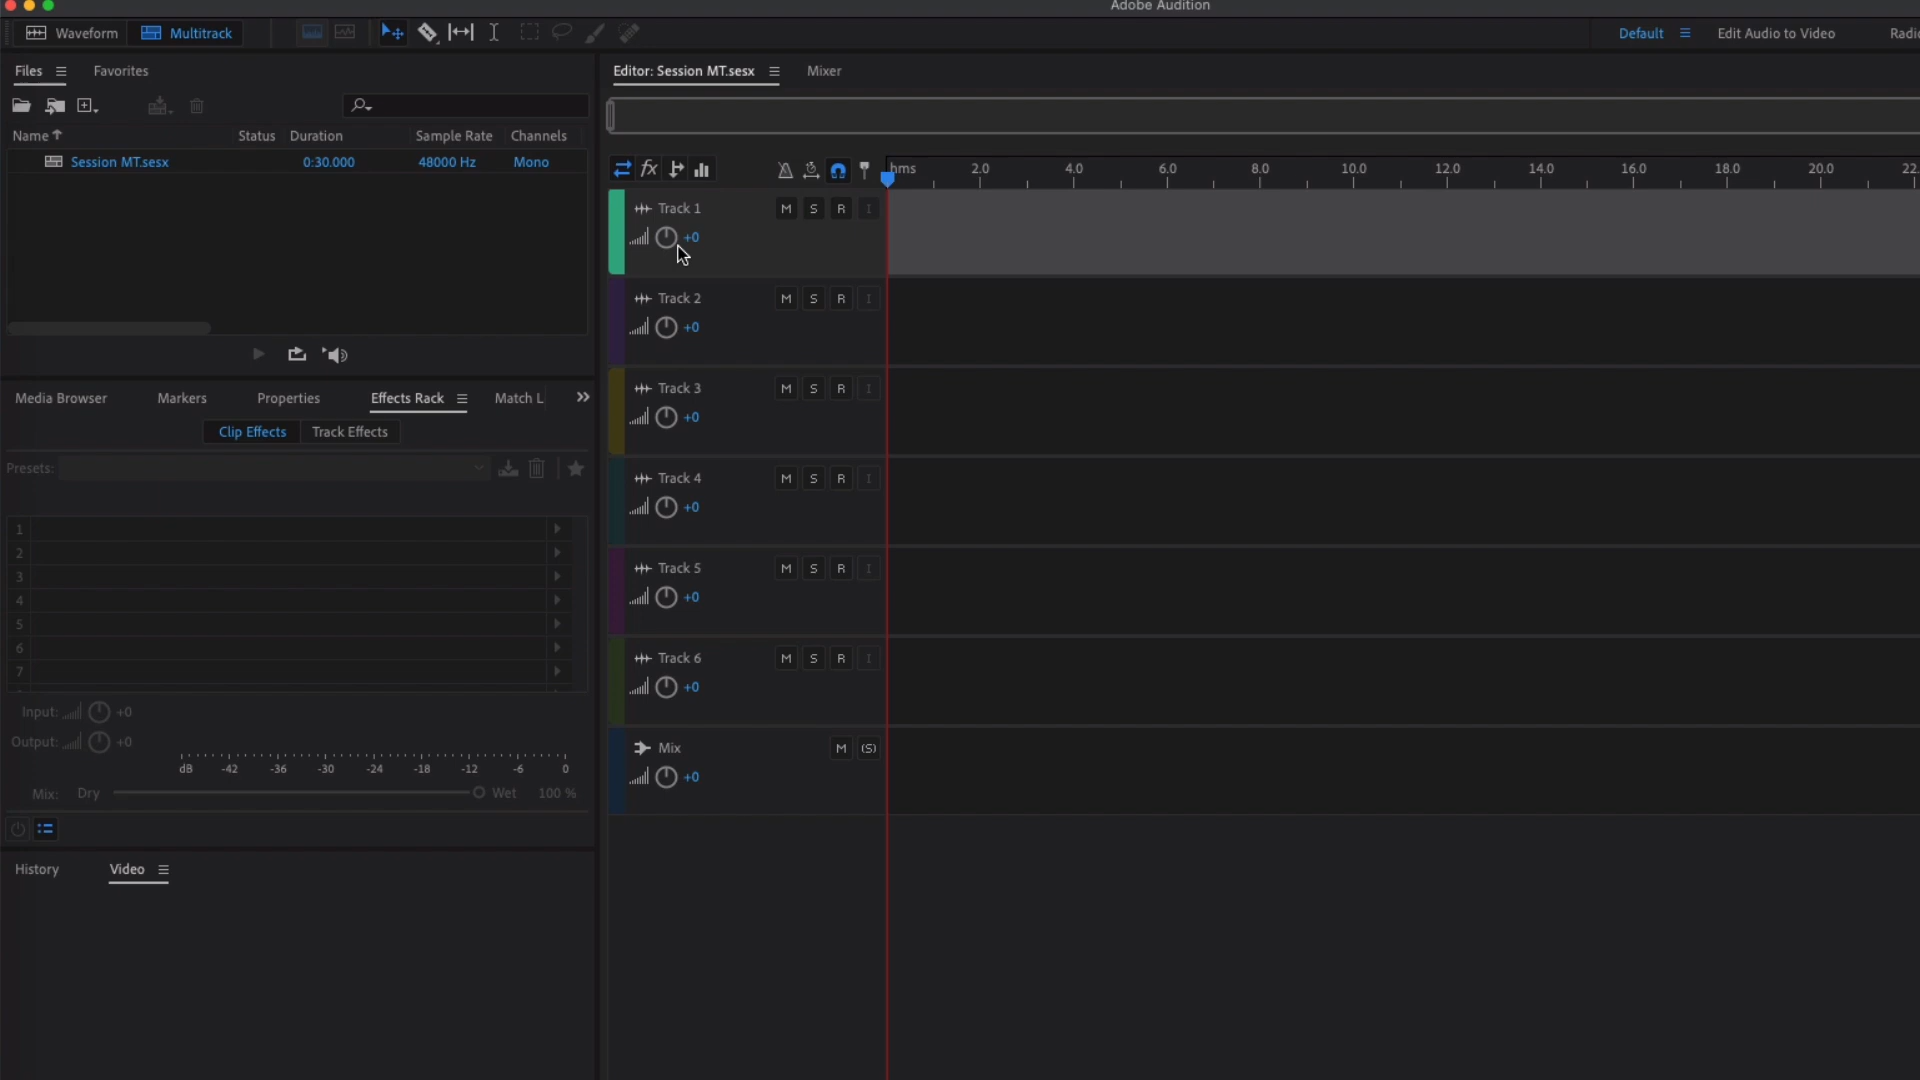 Adobe Audition
Waveform Multitrack Default Edit Audio to Video Radio
Files Favorites Editor: Session MT.sesx Mixer
Name Status Duration Sample Rate Channels
Session MT.sesx 0:30.000 48000 Hz Mono
fx hms 2.0 4.0 6.0 8.0 10.0 12.0 14.0 16.0 18.0 20.0 22.
Track 1 M S R I
+0
Track 2 M S R I
+0
Track 3 M S R I
+0
Track 4 M S R I
+0
Track 5 M S R I
+0
Track 6 M S R I
+0
Mix M (S)
+0
Media Browser Markers Properties Effects Rack Match L
Clip Effects Track Effects
Presets:
1
2
3
4
5
6
7
Input: +0
Output: +0
dB -42 -36 -30 -24 -18 -12 -6 0
Mix: Dry Wet 100 %
History Video